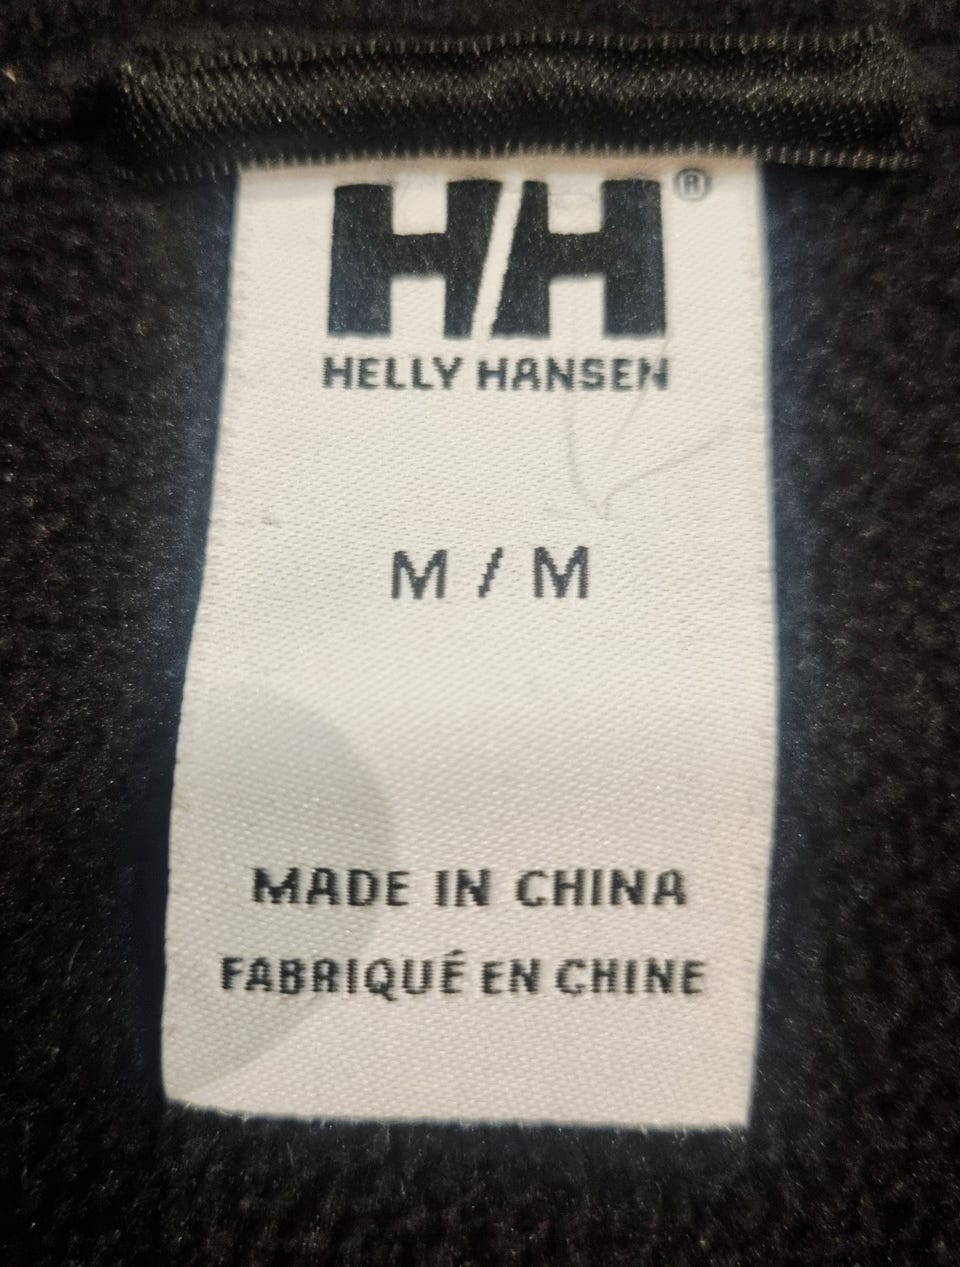 HH®
HELLY HANSEN
M / M
MADE IN CHINA
FABRIQUÉ EN CHINE